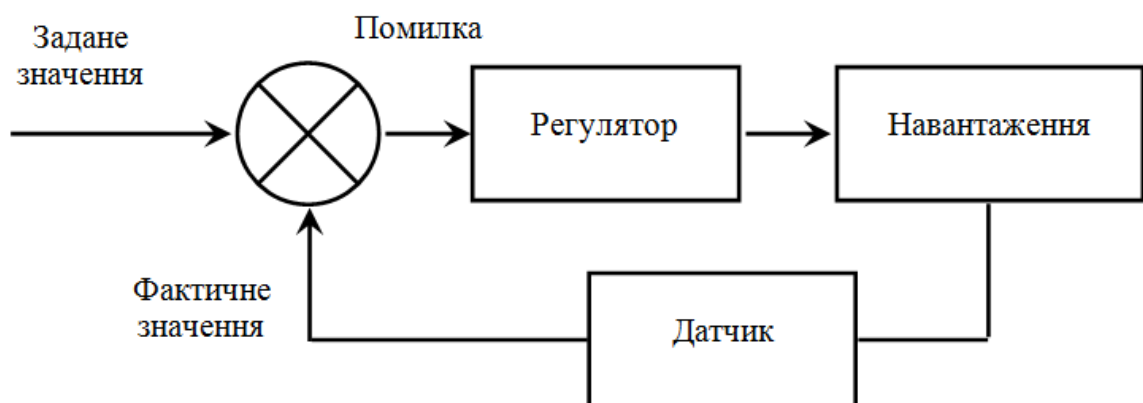 Задане
значення
Помилка
Регулятор
Навантаження
Фактичне
значення
Датчик